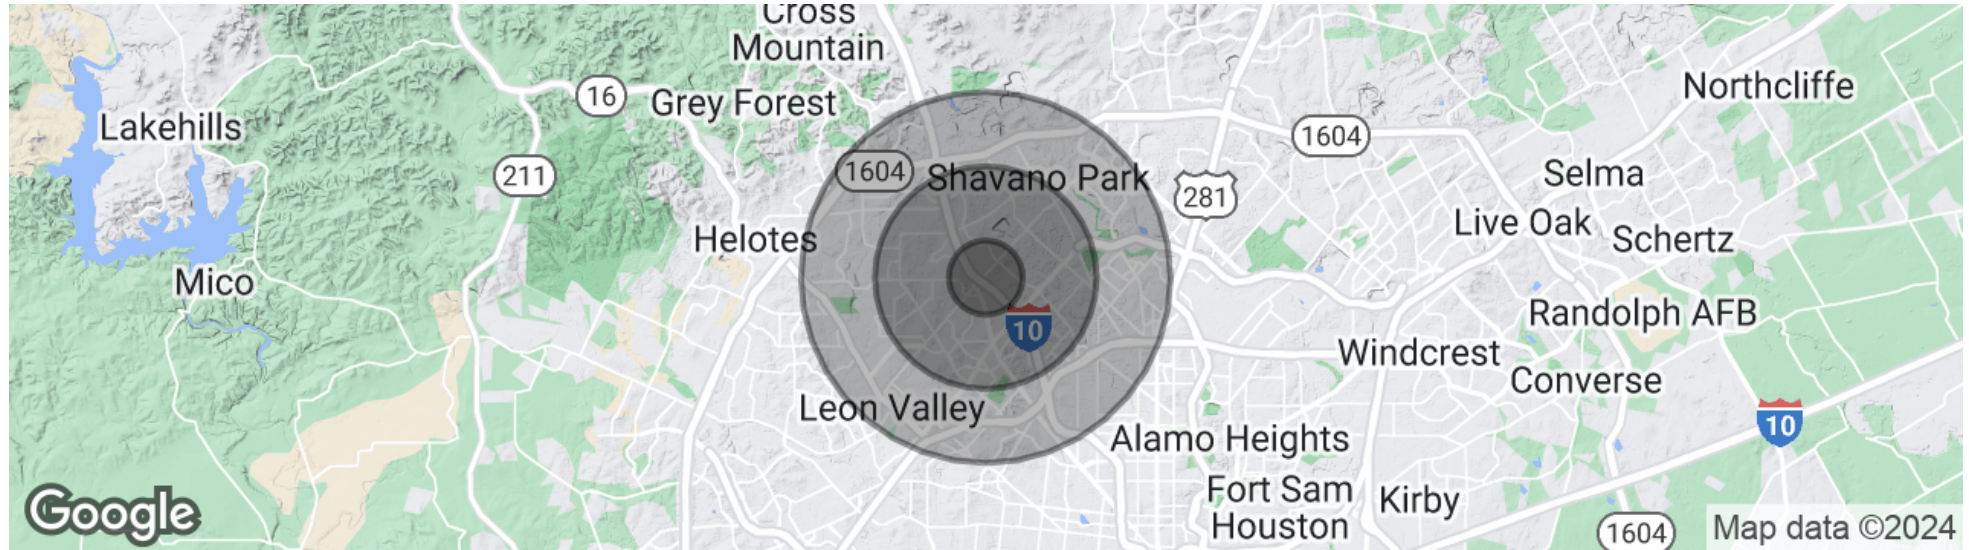 Cross
Mountain
Northcliffe
16
Grey Forest
Lakehills
1604
1604
Shavano Park
211
Selma
281
Live Oak
Schertz
Helotes
Mico
Randolph AFB
10
Windcrest
Converse
Leon Valley
10
Alamo Heights
Fort Sam
Houston
Kirby
Google
1604
Map data ©2024